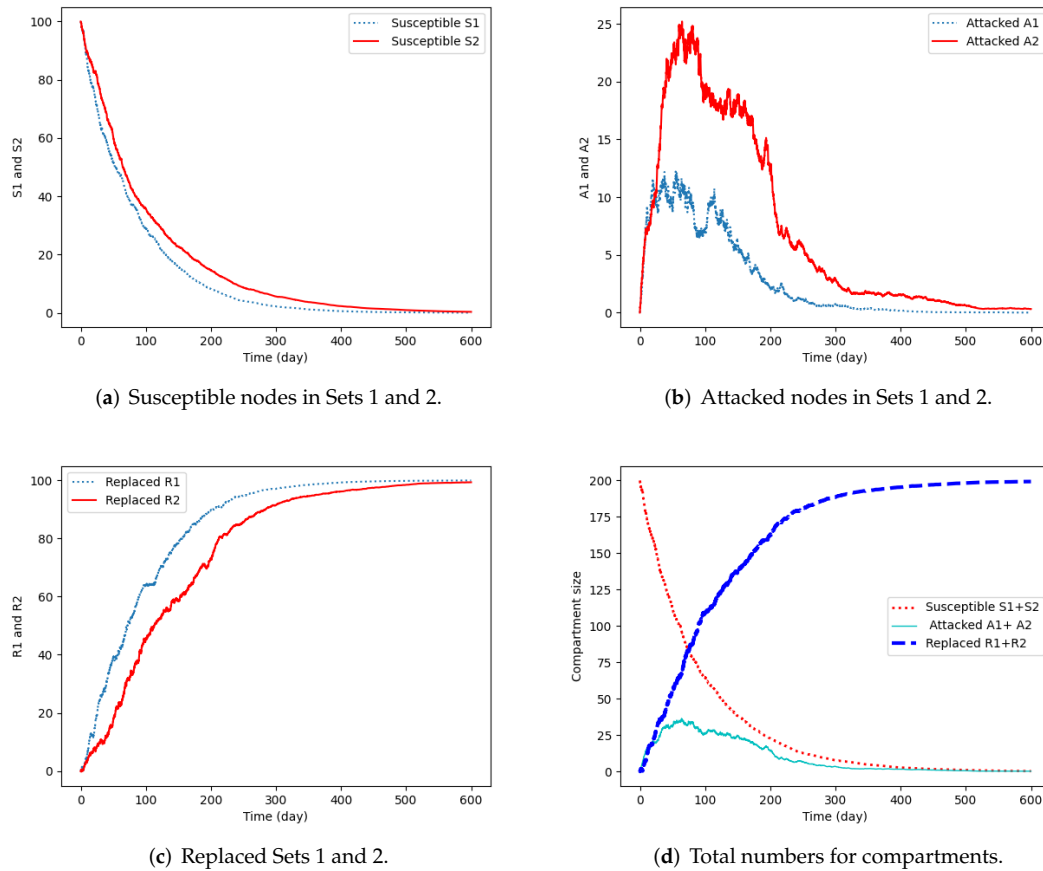 100
80
60
40
20
0
S1 and S2
Susceptible S1
Susceptible S2
0 100 200 300 400 500 600
Time (day)
(a) Susceptible nodes in Sets 1 and 2.
25
20
15
10
5
0
A1 and A2
Attacked A1
Attacked A2
0 100 200 300 400 500 600
Time (day)
(b) Attacked nodes in Sets 1 and 2.
100
80
60
40
20
0
R1 and R2
Replaced R1
Replaced R2
0 100 200 300 400 500 600
Time (day)
(c) Replaced Sets 1 and 2.
200
175
150
125
100
75
50
25
0
Compartment size
Susceptible S1+S2
Attacked A1+ A2
Replaced R1+R2
0 100 200 300 400 500 600
Time (day)
(d) Total numbers for compartments.